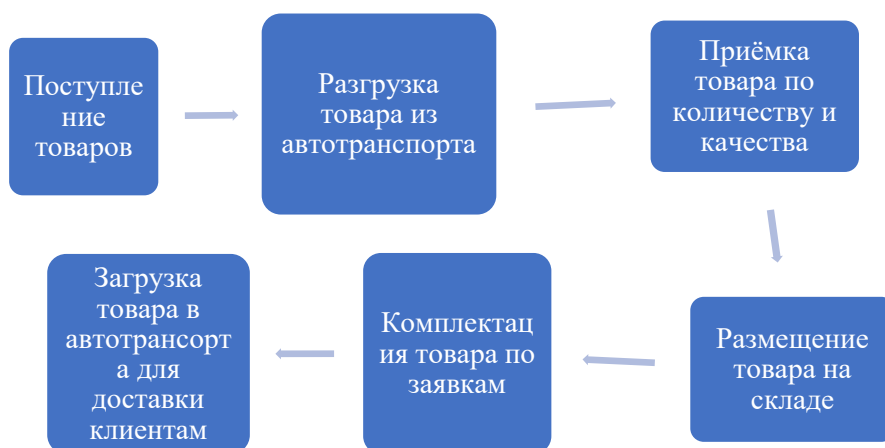 Поступле
ние
товаров
Разгрузка
товара из
автотранспорта
Приёмка
товара по
количеству и
качества
Размещение
товара на
складе
Комплектац
ия товара по
заявкам
Загрузка
товара в
автотрансорт
а для
доставки
клиентам